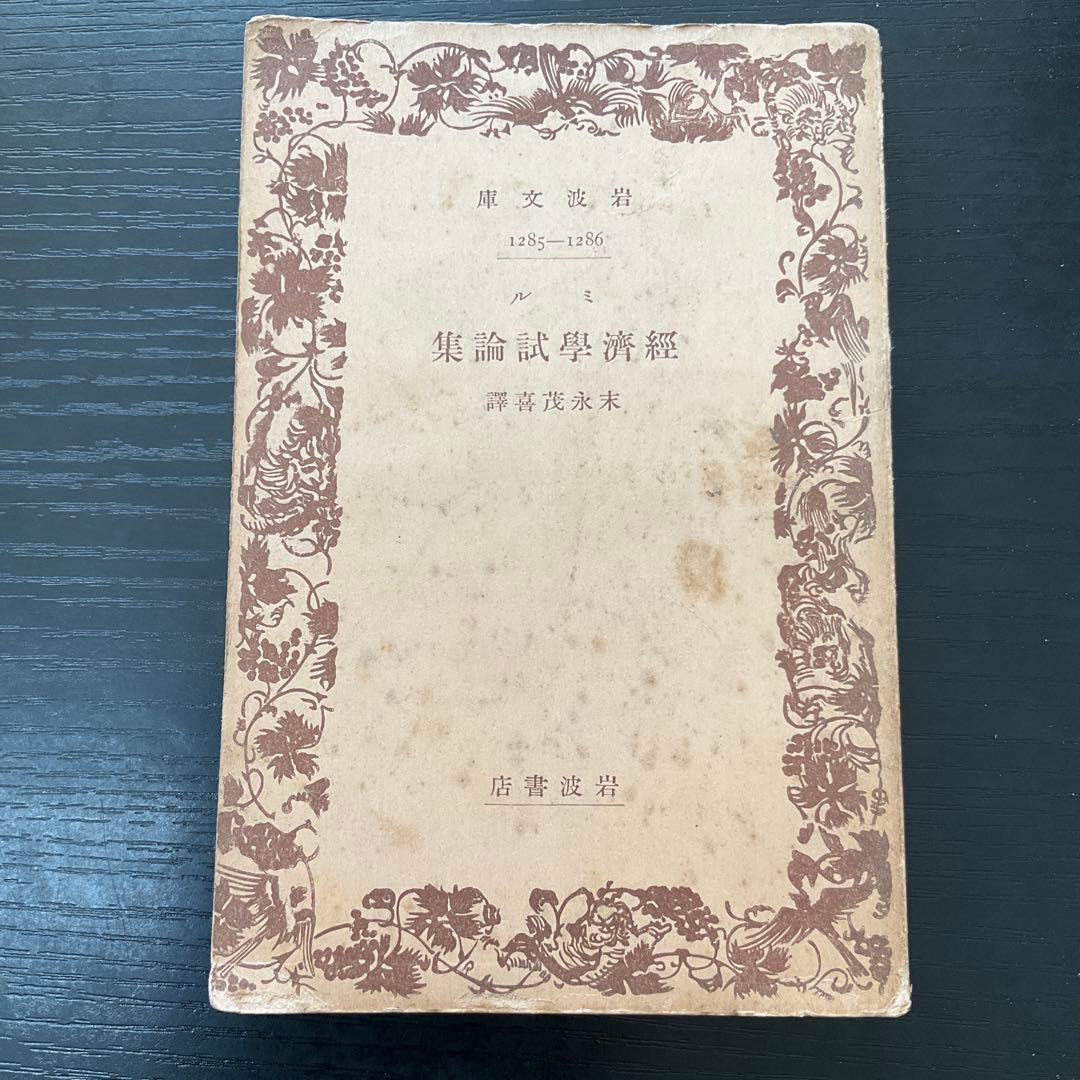 岩波文庫
1285—1286
ミル
經濟學試論集
末永茂喜譯
岩波書店